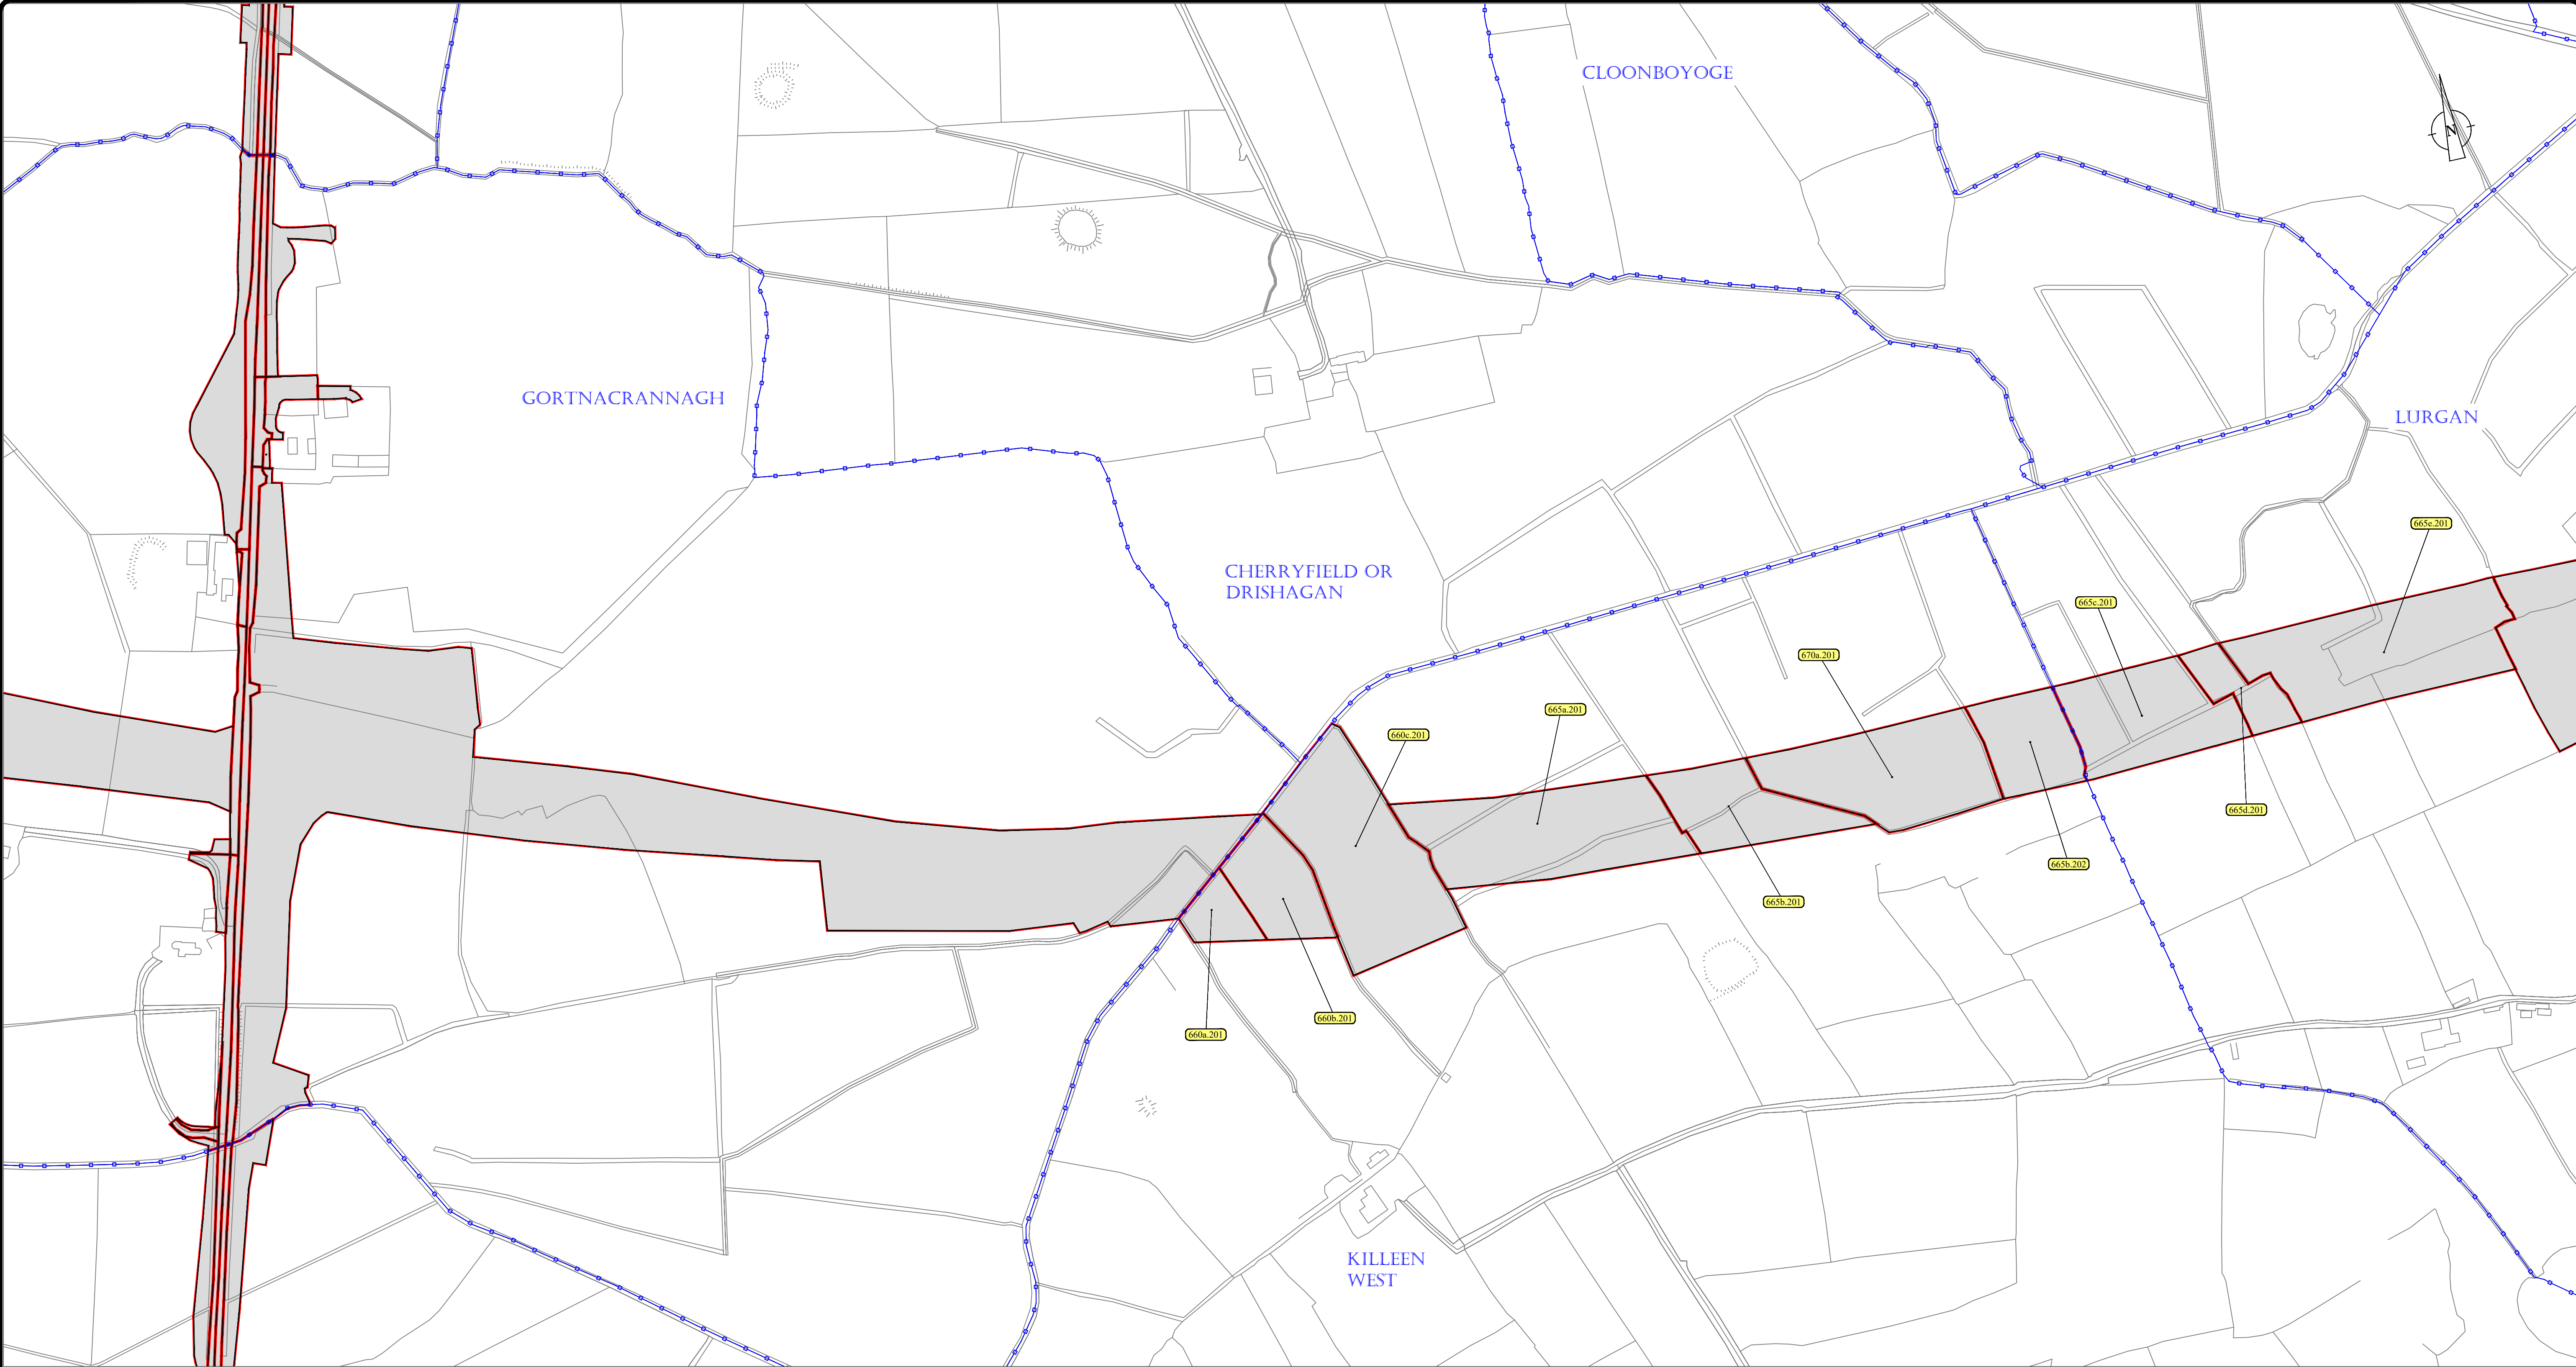 CLOONBOYOGE
N
GORTNACRANNAGH
LURGAN
665e.201
CHERRYFIELD OR
DRISHAGAN
665c.201
670a.201
665a.201
660c.201
665d.201
665b.202
665b.201
660b.201
660a.201
KILLEEN
WEST